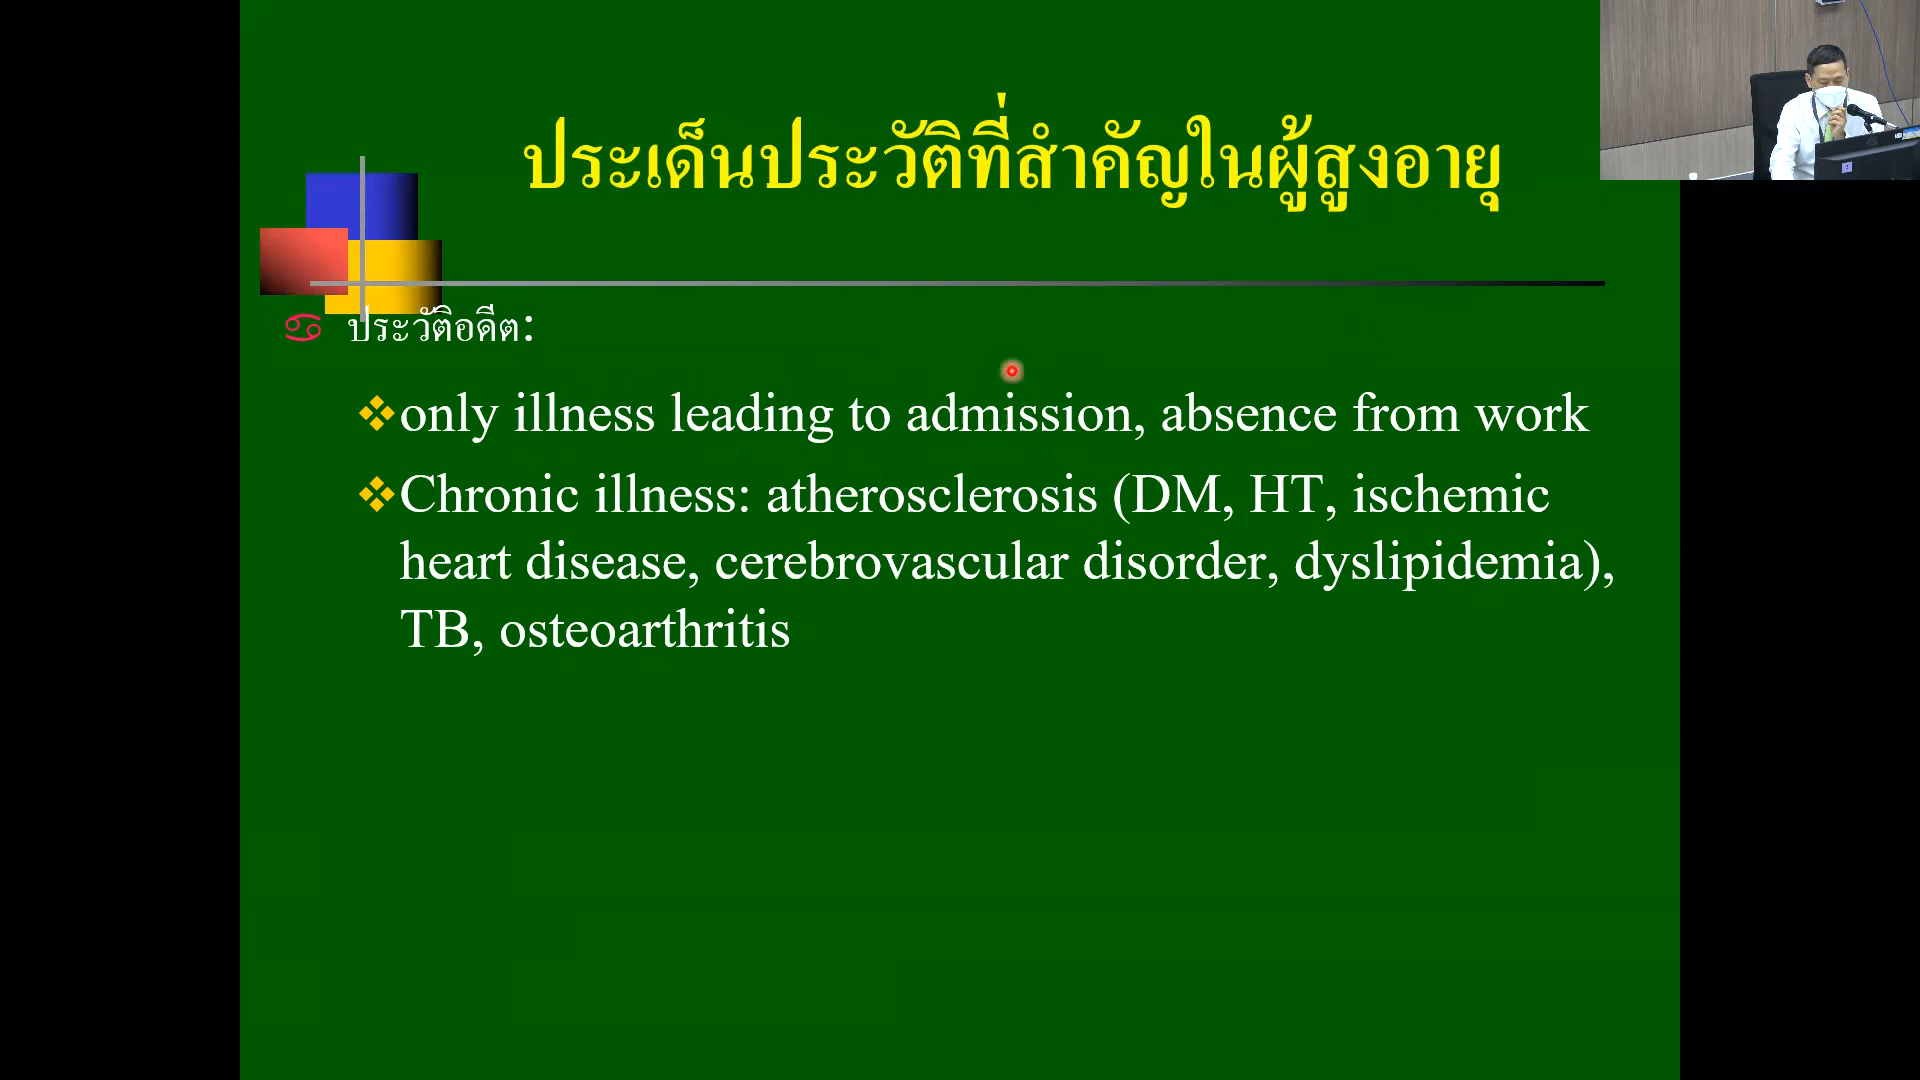 ประเด็นประวัติที่สำคัญในผู้สูงอายุ
ประวัติอดีต:
only illness leading to admission, absence from work
Chronic illness: atherosclerosis (DM, HT, ischemic
heart disease, cerebrovascular disorder, dyslipidemia),
TB, osteoarthritis